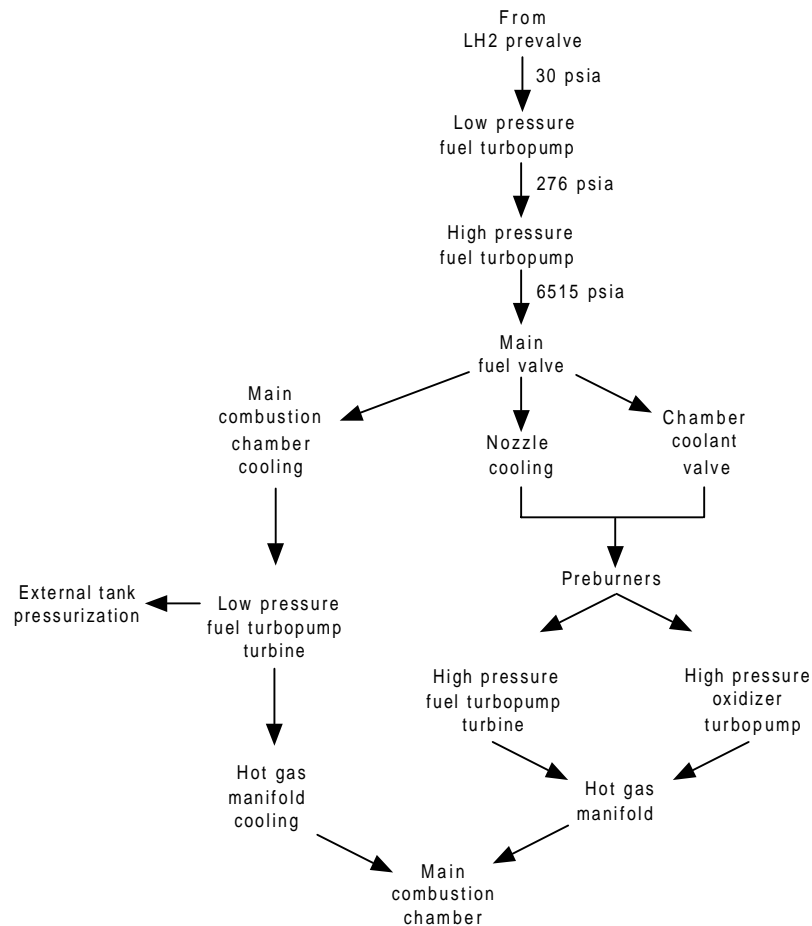 From
LH2 prevalve
30 psia
Low pressure
fuel turbopump
276 psia
High pressure
fuel turbopump
6515 psia
Main
fuel valve
Main
combustion
chamber
cooling
Nozzle
cooling
Chamber
coolant
valve
External tank
pressurization
Low pressure
fuel turbopump
turbine
Preburners
High pressure
fuel turbopump
turbine
High pressure
oxidizer
turbopump
Hot gas
manifold
cooling
Hot gas
manifold
Main
combustion
chamber